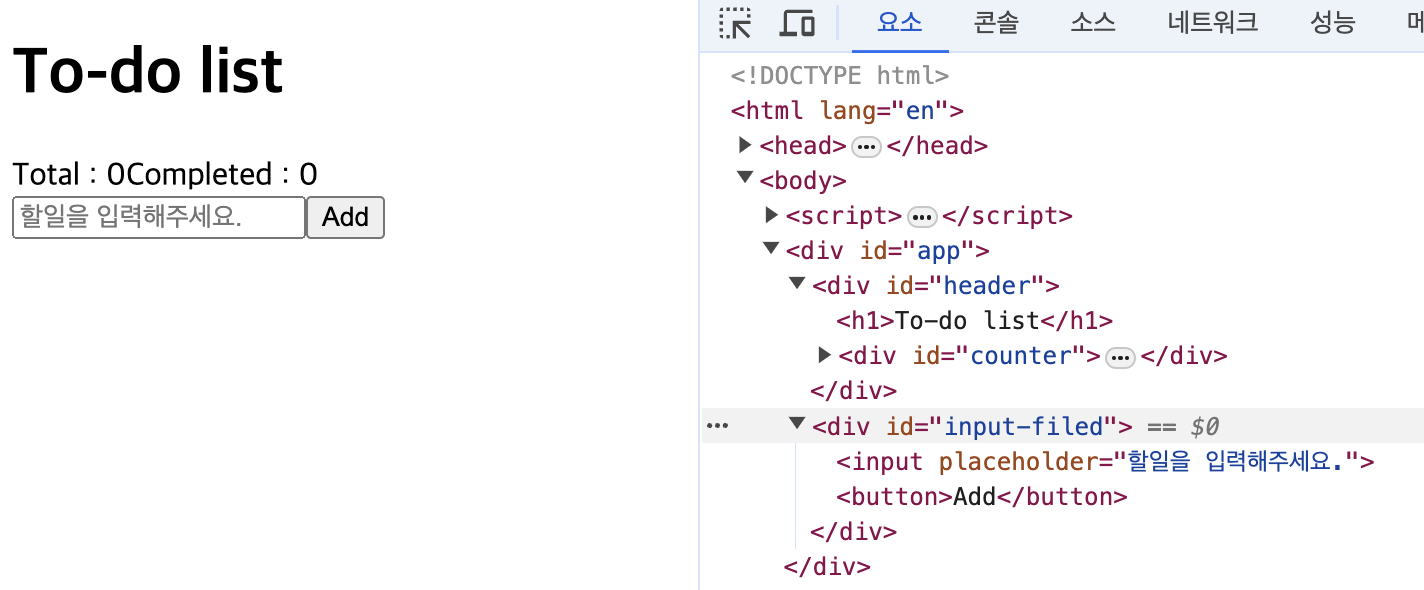 To-do list
Total : 0Completed : 0
할일을 입력해주세요. Add
요소 콘솔 소스 네트워크 성능 메
<!DOCTYPE html>
<html lang="en">
<head> ••• </head>
<body>
<script> ••• </script>
<div id="app">
<div id="header">
<h1>To-do list</h1>
<div id="counter"> ••• </div>
</div>
••• <div id="input-filed"> == $0
<input placeholder="할일을 입력해주세요.">
<button>Add</button>
</div>
</div>